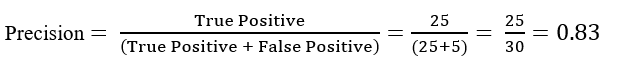 Precision = True Positive / (True Positive + False Positive) = 25 / (25+5) = 25 / 30 = 0.83